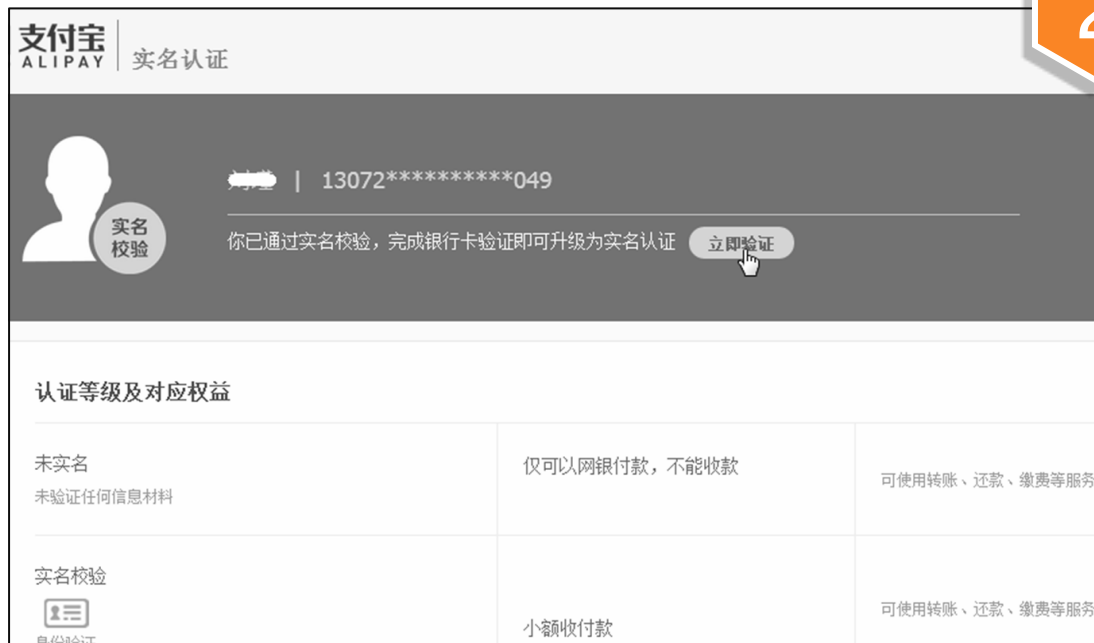 支付宝
ALIPAY
实名认证
| 13072**********049
实名
校验
你已通过实名校验，完成银行卡验证即可升级为实名认证
立即验证
认证等级及对应权益
未实名
未验证任何信息材料
仅可以网银付款，不能收款
可使用转账、还款、缴费等服务
实名校验
身份验证
小额收付款
可使用转账、还款、缴费等服务